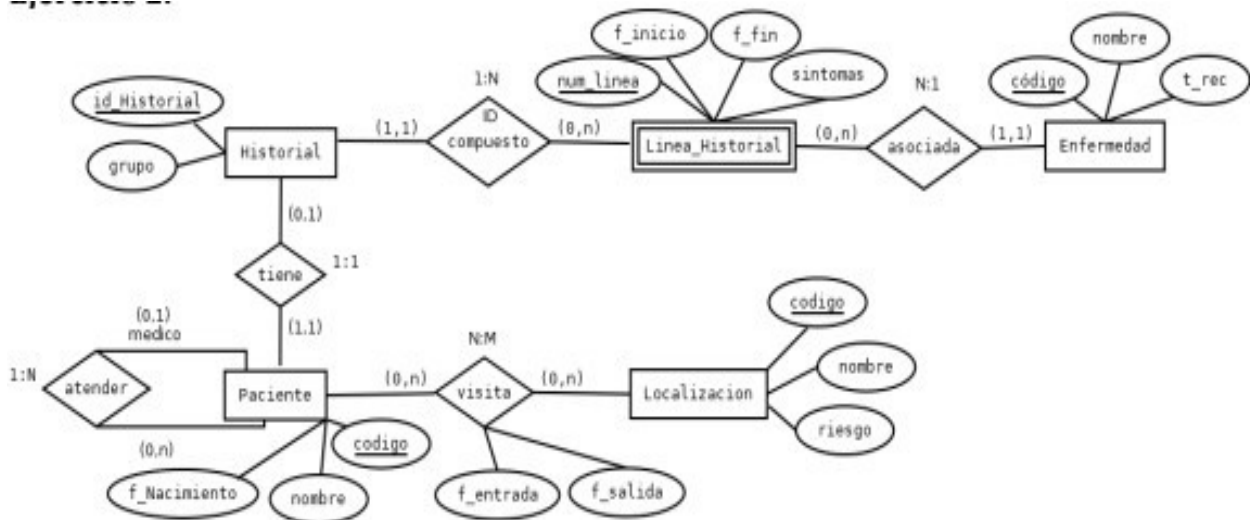 f_inicio
f_fin
nombre
num_linea
sintomas
código
t_rec
1:N
N:1
id_Historial
ID
(1,1)
compuesto
(0,n)
Linea_Historial
(0,n)
asociada
(1,1)
Enfermedad
Historial
grupo
(0.1)
tiene
1:1
(1.1)
(0.1)
medico
1:N
atender
(0,n)
Paciente
(0,n)
N:M
visita
(0,n)
Localizacion
codigo
nombre
riesgo
codigo
f_Nacimiento
nombre
f_entrada
f_salida